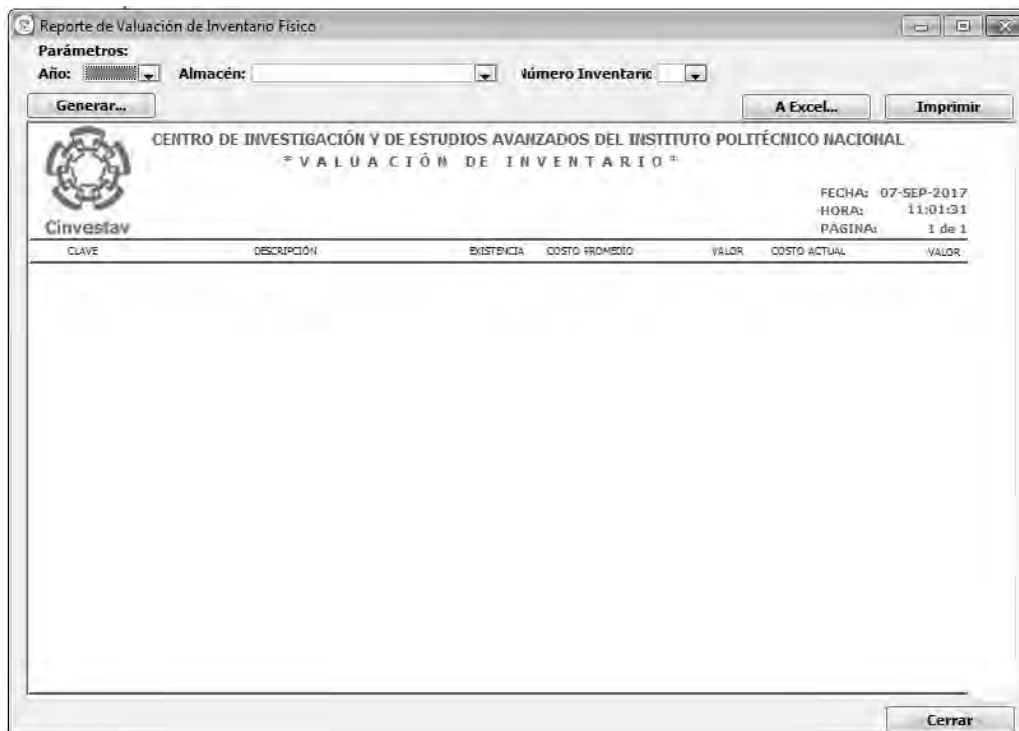 Reporte de Valuación de Inventario Físico
Parámetros:
Año: Almacén: Número Inventaric
Generar... A Excel... Imprimir
CENTRO DE INVESTIGACIÓN Y DE ESTUDIOS AVANZADOS DEL INSTITUTO POLITÉCNICO NACIONAL
* V A L U A C I Ó N D E I N V E N T A R I O *
FECHA: 07-SEP-2017
HORA: 11:01:31
Cinvestav PÁGINA: 1 de 1
CLAVE DESCRIPCIÓN EXISTENCIA COSTO PROMEDIO VALOR COSTO ACTUAL VALOR
Cerrar